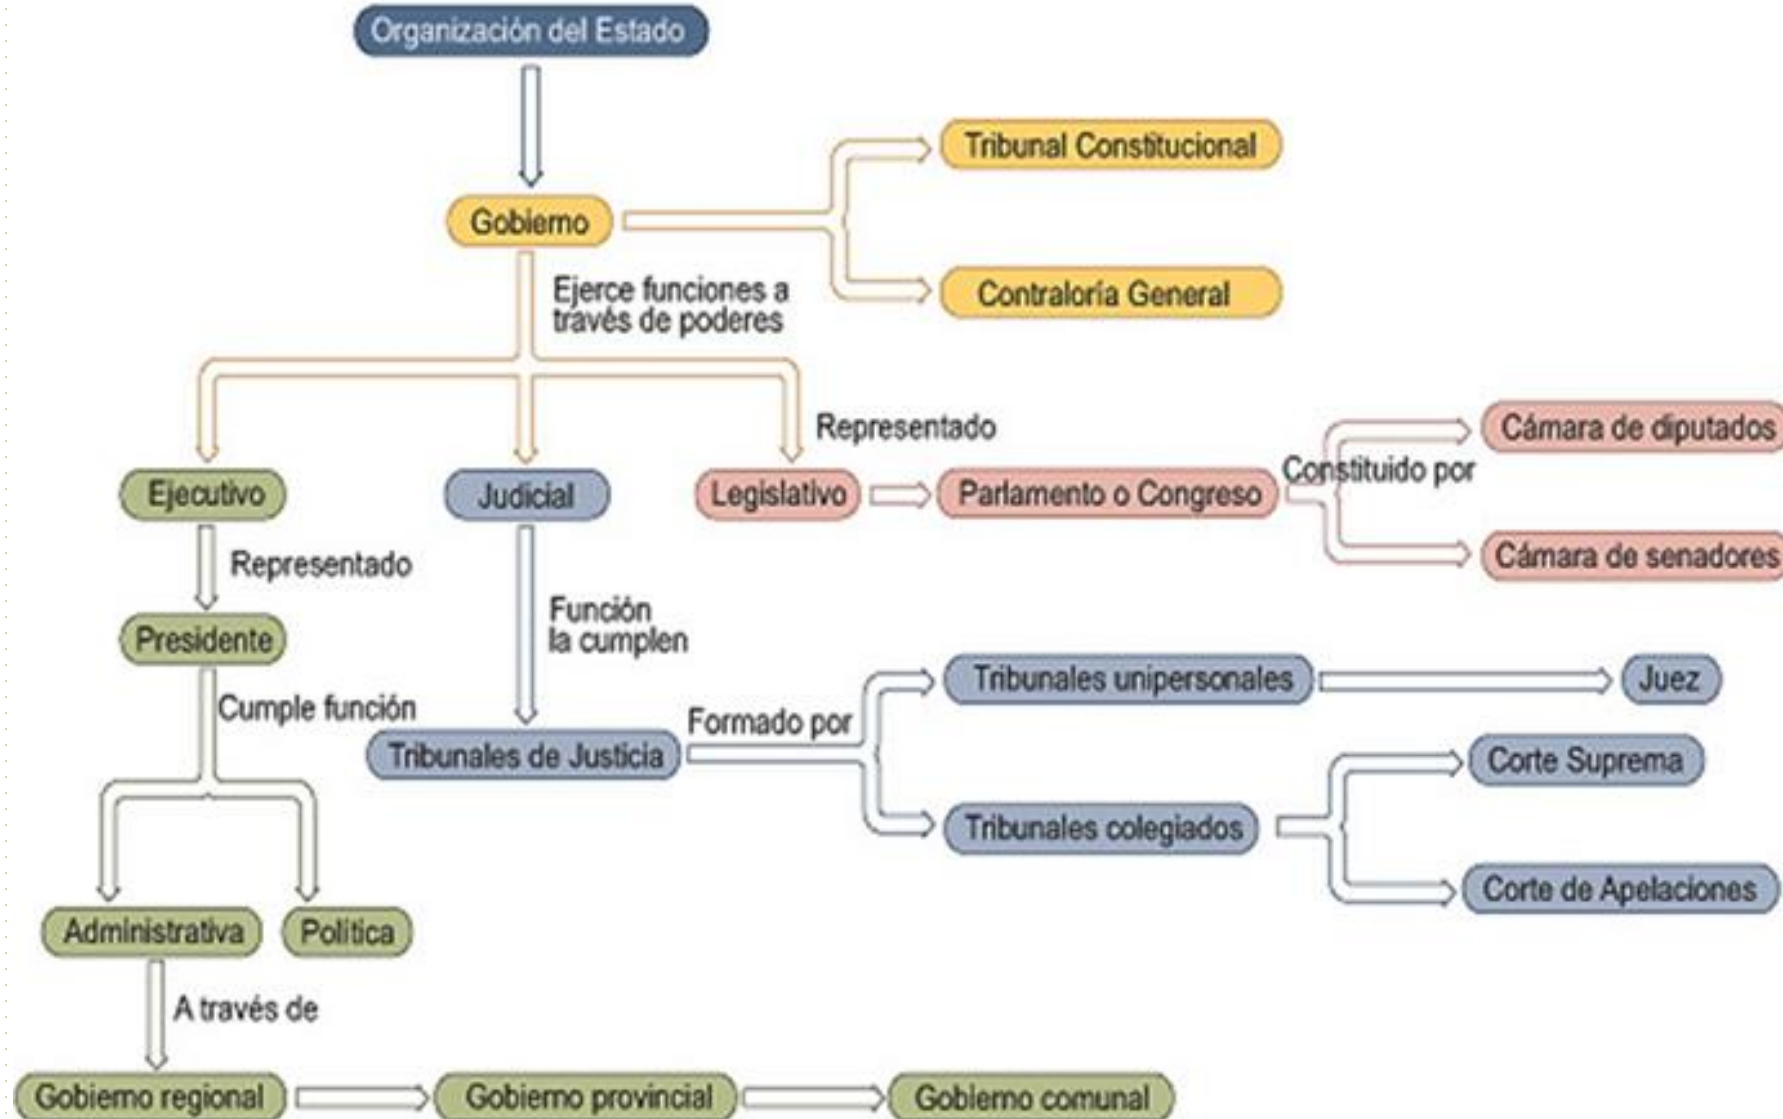 Organización del Estado
Tribunal Constitucional
Gobierno
Contraloría General
Ejerce funciones a
través de poderes
Representado
Cámara de diputados
Constituido por
Ejecutivo
Judicial
Legislativo
Parlamento o Congreso
Cámara de senadores
Representado
Función
la cumplen
Presidente
Tribunales unipersonales
Juez
Cumple función
Formado por
Tribunales de Justicia
Corte Suprema
Tribunales colegiados
Corte de Apelaciones
Administrativa
Política
A través de
Gobierno regional
Gobierno provincial
Gobierno comunal